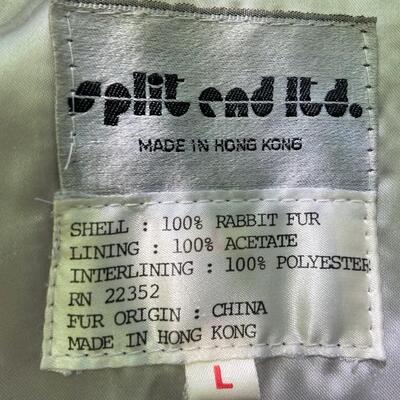 split end ltd.
MADE IN HONG KONG
SHELL : 100% RABBIT FUR
LINING : 100% ACETATE
INTERLINING : 100% POLYESTER
RN 22352
FUR ORIGIN : CHINA
MADE IN HONG KONG
L